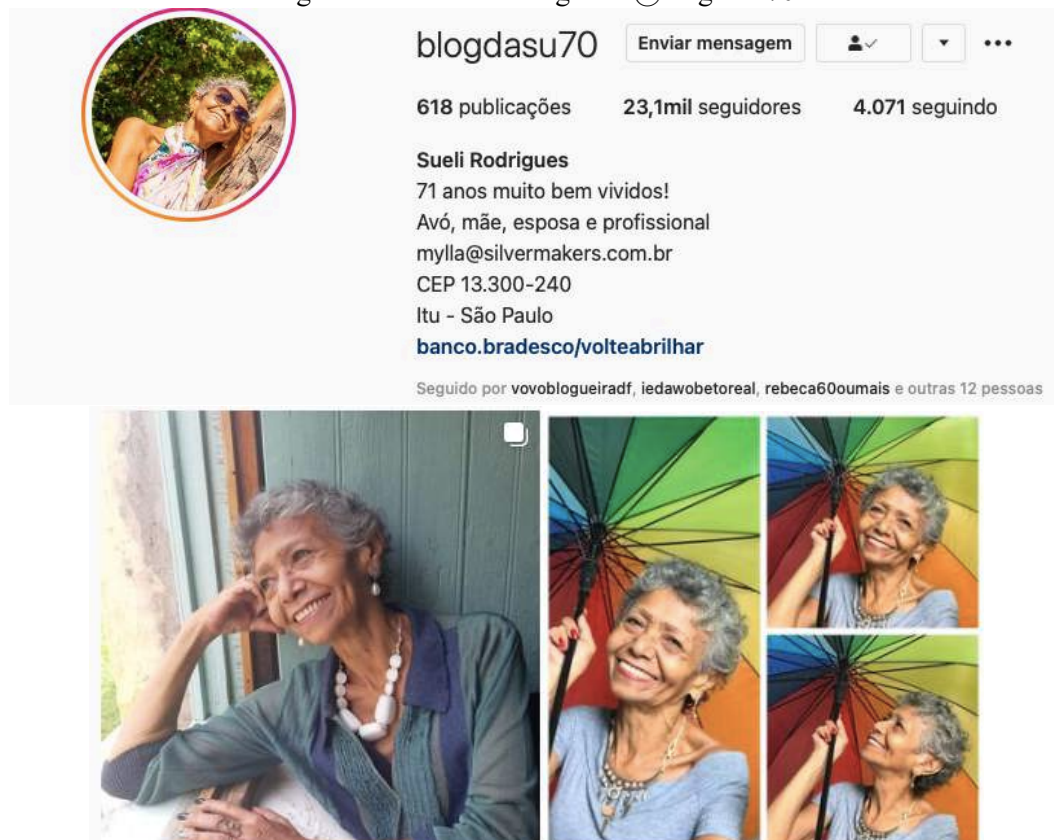 blogdasu70 Enviar mensagem
618 publicações 23,1mil seguidores 4.071 seguindo
Sueli Rodrigues
71 anos muito bem vividos!
Avó, mãe, esposa e profissional
mylla@silvermakers.com.br
CEP 13.300-240
Itu - São Paulo
banco.bradesco/volteabrilhar
Seguido por vovoblogueiradf, iedawobetoreal, rebeca60oumais e outras 12 pessoas